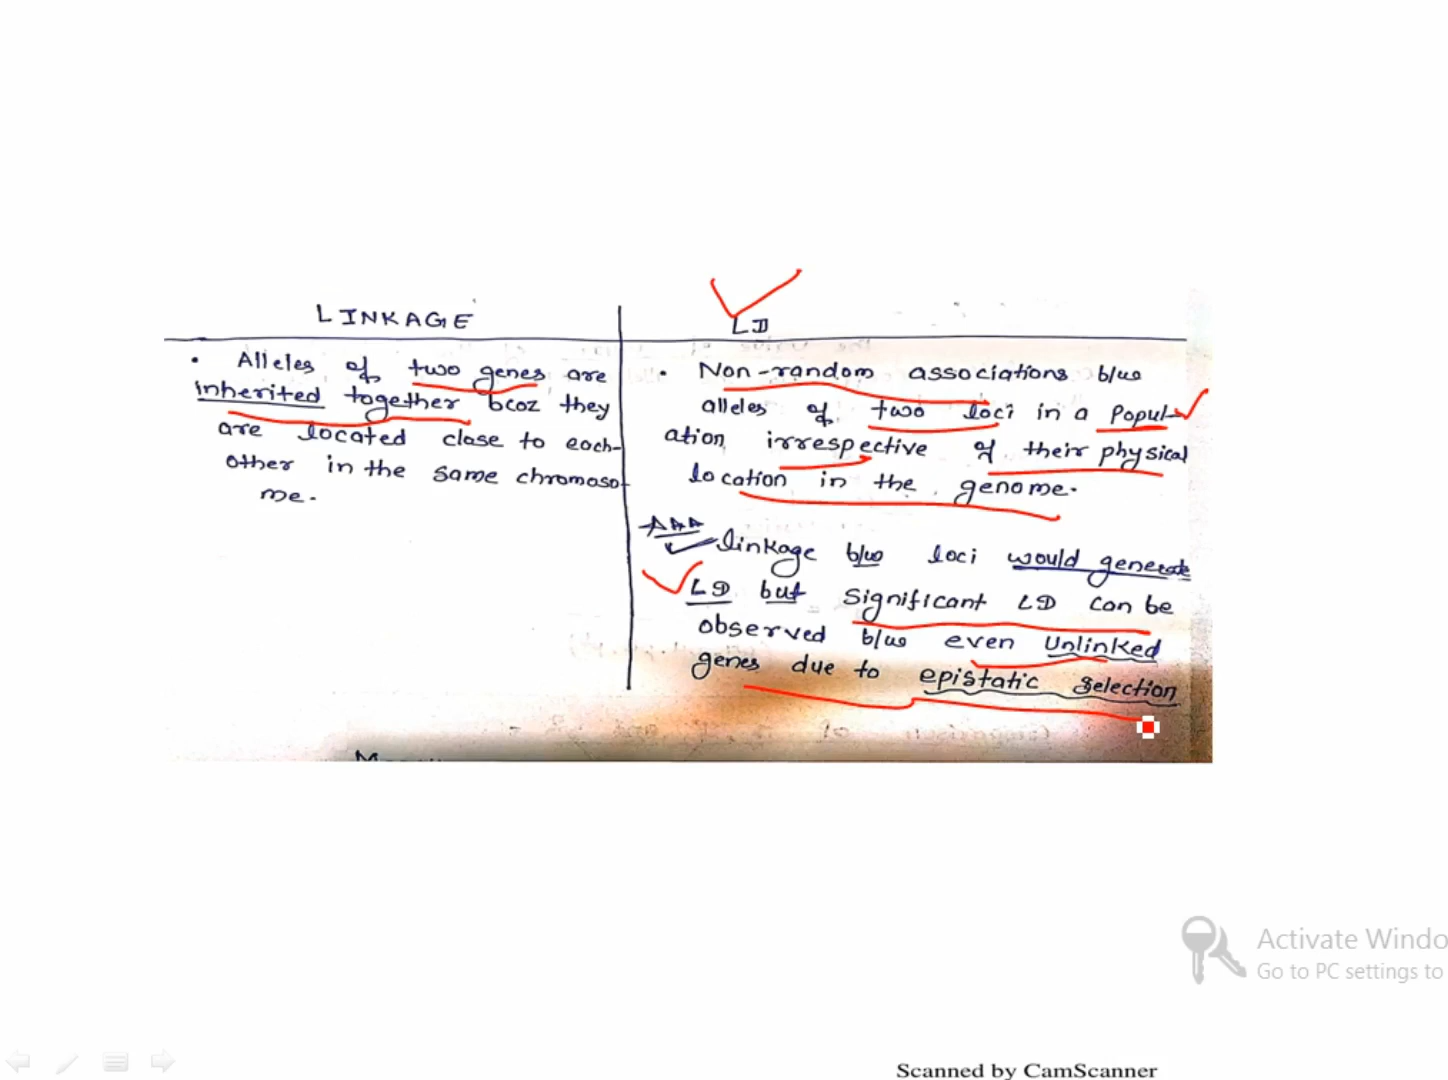 LINKAGE
• Alleles of two genes are
inherited together bcoz they
are located close to each-
other in the same chromoso-
me.
LD
• Non-random associations b/w
alleles of two loci in a popul-
ation irrespective of their physical
location in the genome.
AAA
linkage b/w loci would generate
LD but significant LD can be
observed b/w even Unlinked
genes due to epistatic selection
Activate Windo
Go to PC settings to
Scanned by CamScanner